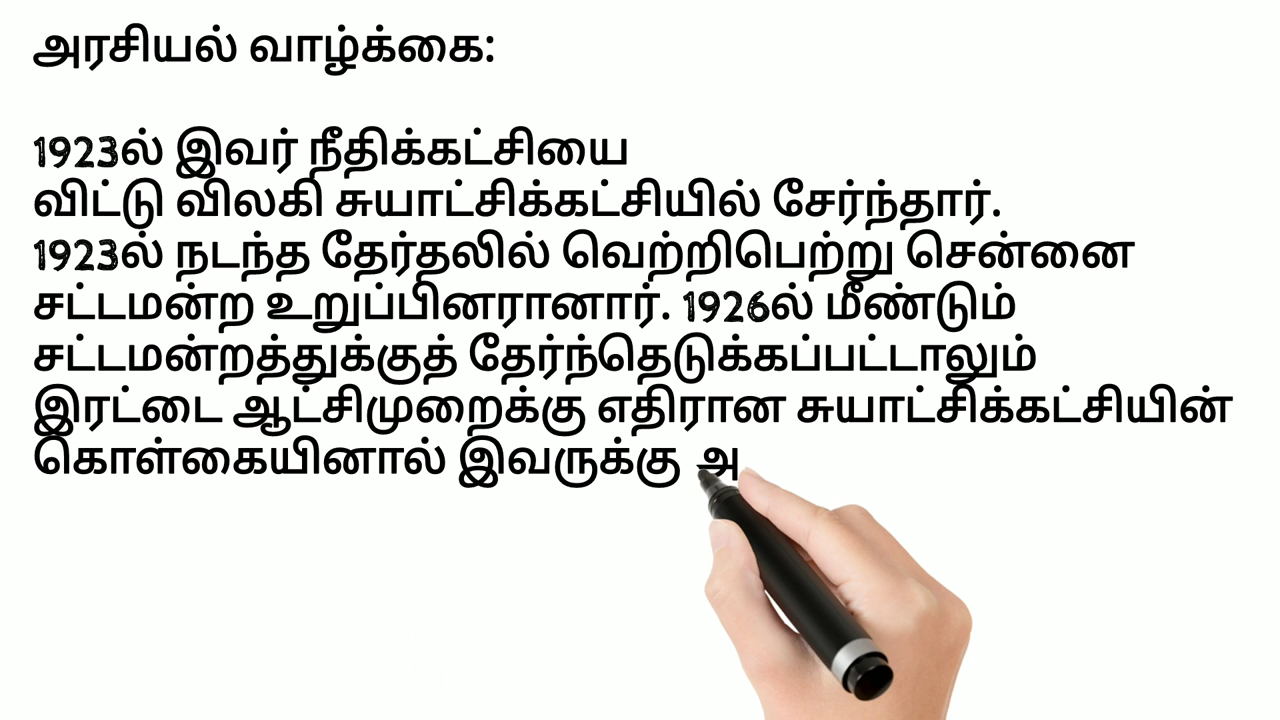 அரசியல் வாழ்க்கை:
1923ல் இவர் நீதிக்கட்சியை
விட்டு விலகி சுயாட்சிக்கட்சியில் சேர்ந்தார்.
1923ல் நடந்த தேர்தலில் வெற்றிபெற்று சென்னை
சட்டமன்ற உறுப்பினரானார். 1926ல் மீண்டும்
சட்டமன்றத்துக்குத் தேர்ந்தெடுக்கப்பட்டாலும்
இரட்டை ஆட்சிமுறைக்கு எதிரான சுயாட்சிக்கட்சியின்
கொள்கையினால் இவருக்கு அ